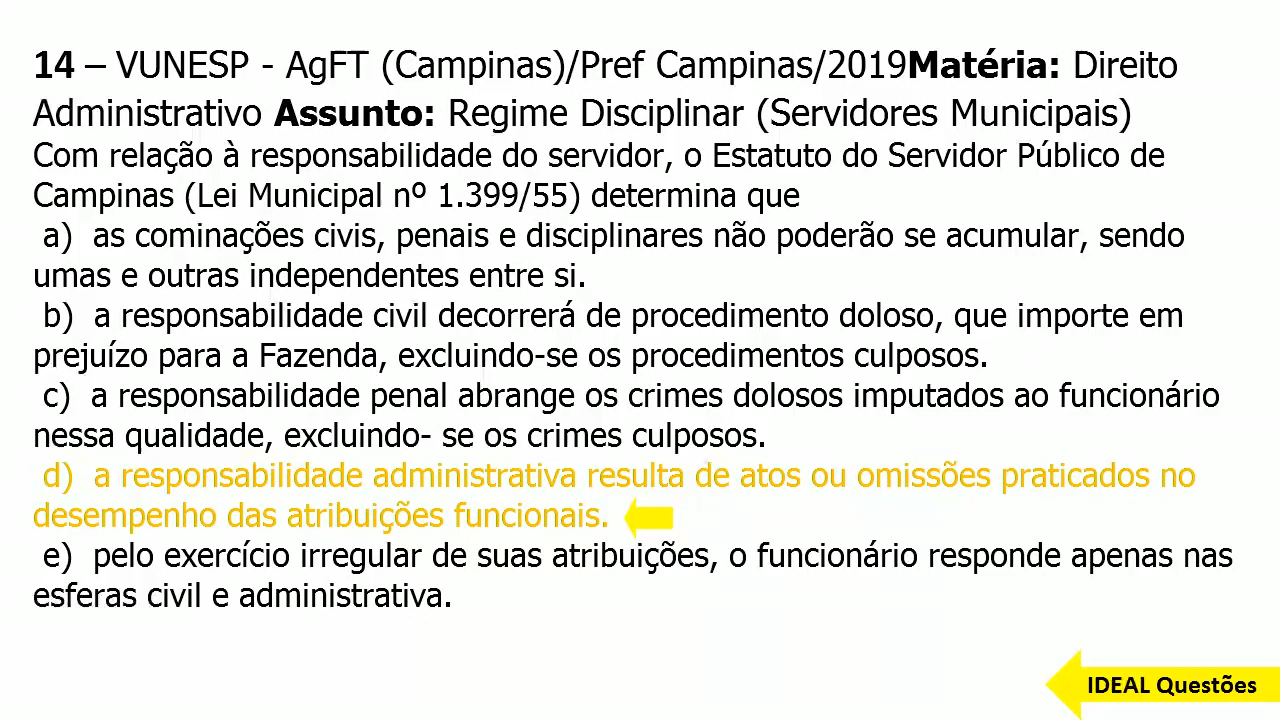 14 – VUNESP - AgFT (Campinas)/Pref Campinas/2019Matéria: Direito
Administrativo Assunto: Regime Disciplinar (Servidores Municipais)
Com relação à responsabilidade do servidor, o Estatuto do Servidor Público de
Campinas (Lei Municipal nº 1.399/55) determina que
a) as cominações civis, penais e disciplinares não poderão se acumular, sendo
umas e outras independentes entre si.
b) a responsabilidade civil decorrerá de procedimento doloso, que importe em
prejuízo para a Fazenda, excluindo-se os procedimentos culposos.
c) a responsabilidade penal abrange os crimes dolosos imputados ao funcionário
nessa qualidade, excluindo- se os crimes culposos.
d) a responsabilidade administrativa resulta de atos ou omissões praticados no
desempenho das atribuições funcionais.
e) pelo exercício irregular de suas atribuições, o funcionário responde apenas nas
esferas civil e administrativa.
IDEAL Questões